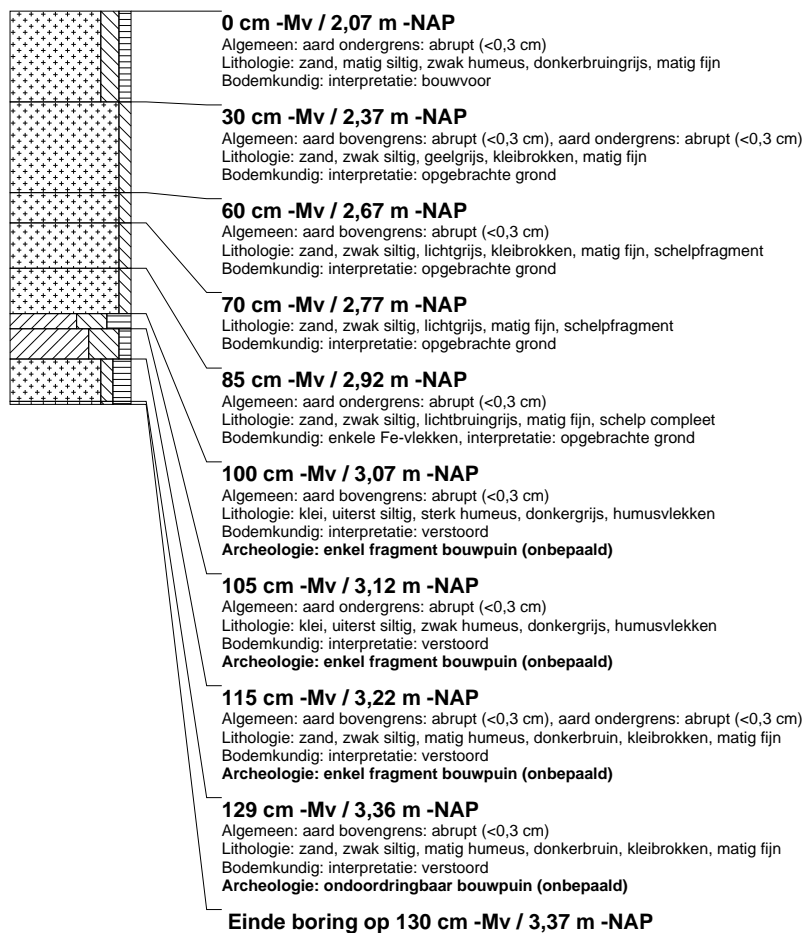 0 cm -Mv / 2,07 m -NAP
Algemeen: aard ondergrens: abrupt (<0,3 cm)
Lithologie: zand, matig siltig, zwak humeus, donkerbruingrijs, matig fijn
Bodemkundig: interpretatie: bouwvoor
30 cm -Mv / 2,37 m -NAP
Algemeen: aard bovengrens: abrupt (<0,3 cm), aard ondergrens: abrupt (<0,3 cm)
Lithologie: zand, zwak siltig, geelgrijs, kleibrokken, matig fijn
Bodemkundig: interpretatie: opgebrachte grond
60 cm -Mv / 2,67 m -NAP
Algemeen: aard bovengrens: abrupt (<0,3 cm)
Lithologie: zand, zwak siltig, lichtgrijs, kleibrokken, matig fijn, schelpfragment
Bodemkundig: interpretatie: opgebrachte grond
70 cm -Mv / 2,77 m -NAP
Lithologie: zand, zwak siltig, lichtgrijs, matig fijn, schelpfragment
Bodemkundig: interpretatie: opgebrachte grond
85 cm -Mv / 2,92 m -NAP
Algemeen: aard ondergrens: abrupt (<0,3 cm)
Lithologie: zand, zwak siltig, lichtbruingrijs, matig fijn, schelp compleet
Bodemkundig: enkele Fe-vlekken, interpretatie: opgebrachte grond
100 cm -Mv / 3,07 m -NAP
Algemeen: aard bovengrens: abrupt (<0,3 cm)
Lithologie: klei, uiterst siltig, sterk humeus, donkergrijs, humusvlekken
Bodemkundig: interpretatie: verstoord
Archeologie: enkel fragment bouwpuin (onbepaald)
105 cm -Mv / 3,12 m -NAP
Algemeen: aard ondergrens: abrupt (<0,3 cm)
Lithologie: klei, uiterst siltig, zwak humeus, donkergrijs, humusvlekken
Bodemkundig: interpretatie: verstoord
Archeologie: enkel fragment bouwpuin (onbepaald)
115 cm -Mv / 3,22 m -NAP
Algemeen: aard bovengrens: abrupt (<0,3 cm), aard ondergrens: abrupt (<0,3 cm)
Lithologie: zand, zwak siltig, matig humeus, donkerbruin, kleibrokken, matig fijn
Bodemkundig: interpretatie: verstoord
Archeologie: enkel fragment bouwpuin (onbepaald)
129 cm -Mv / 3,36 m -NAP
Algemeen: aard bovengrens: abrupt (<0,3 cm)
Lithologie: zand, zwak siltig, matig humeus, donkerbruin, kleibrokken, matig fijn
Bodemkundig: interpretatie: verstoord
Archeologie: ondoordringbaar bouwpuin (onbepaald)
Einde boring op 130 cm -Mv / 3,37 m -NAP